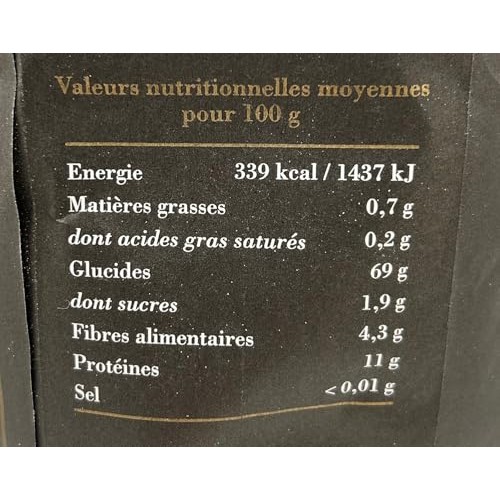 Valeurs nutritionnelles moyennes
pour 100 g
Energie 339 kcal / 1437 kJ
Matières grasses 0,7 g
dont acides gras saturés 0,2 g
Glucides 69 g
dont sucres 1,9 g
Fibres alimentaires 4,3 g
Protéines 11 g
Sel < 0,01 g